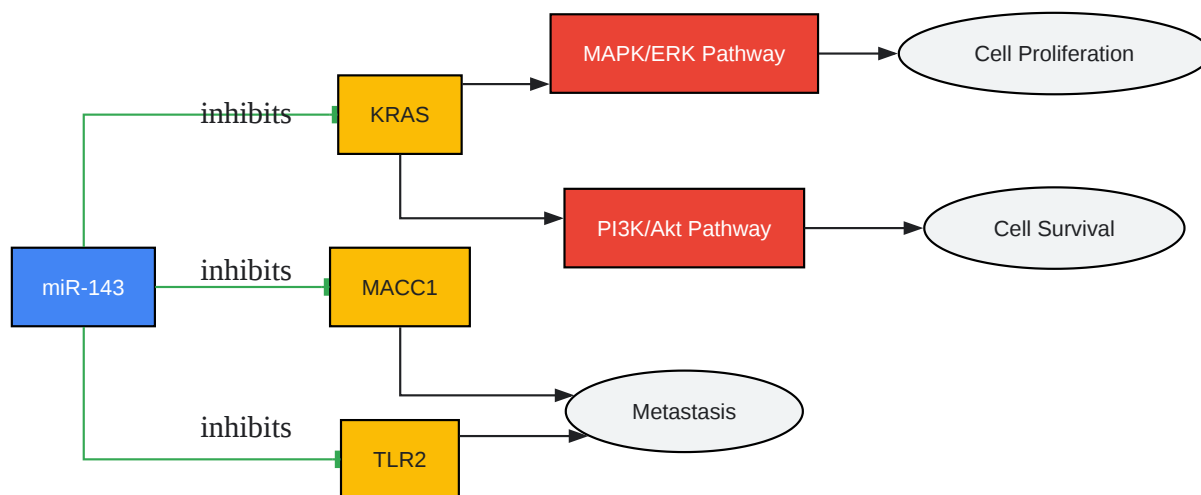 MAPK/ERK Pathway
Cell Proliferation
inhibits
KRAS
PI3K/Akt Pathway
Cell Survival
inhibits
miR-143
MACC1
Metastasis
inhibits
TLR2